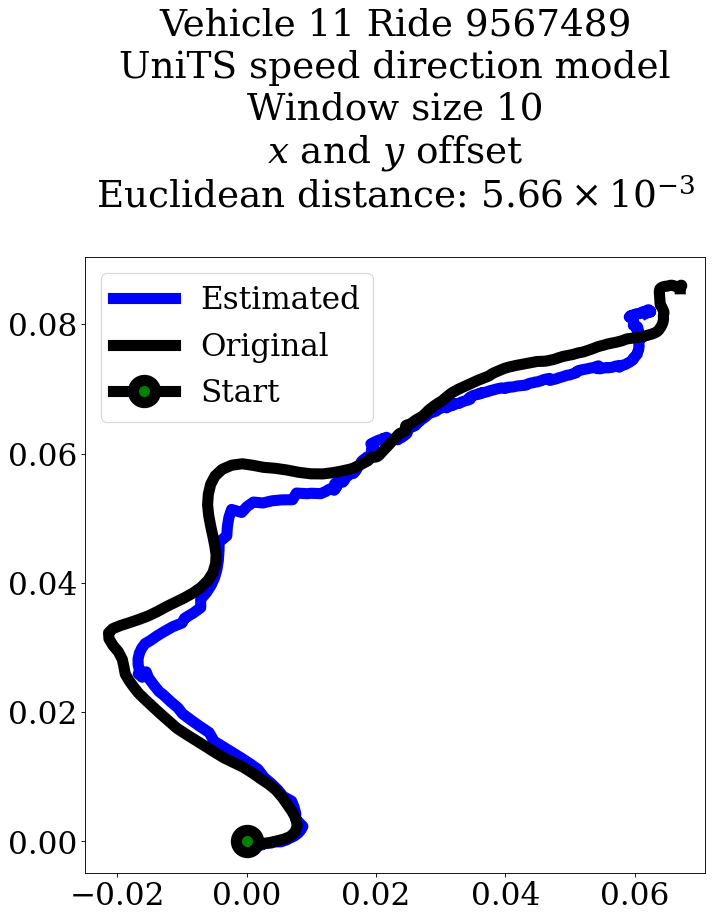 Vehicle 11 Ride 9567489
UniTS speed direction model
Window size 10
x and y offset
Euclidean distance: 5.66 × 10⁻³
Estimated
Original
Start
0.08
0.06
0.04
0.02
0.00
−0.02 0.00 0.02 0.04 0.06